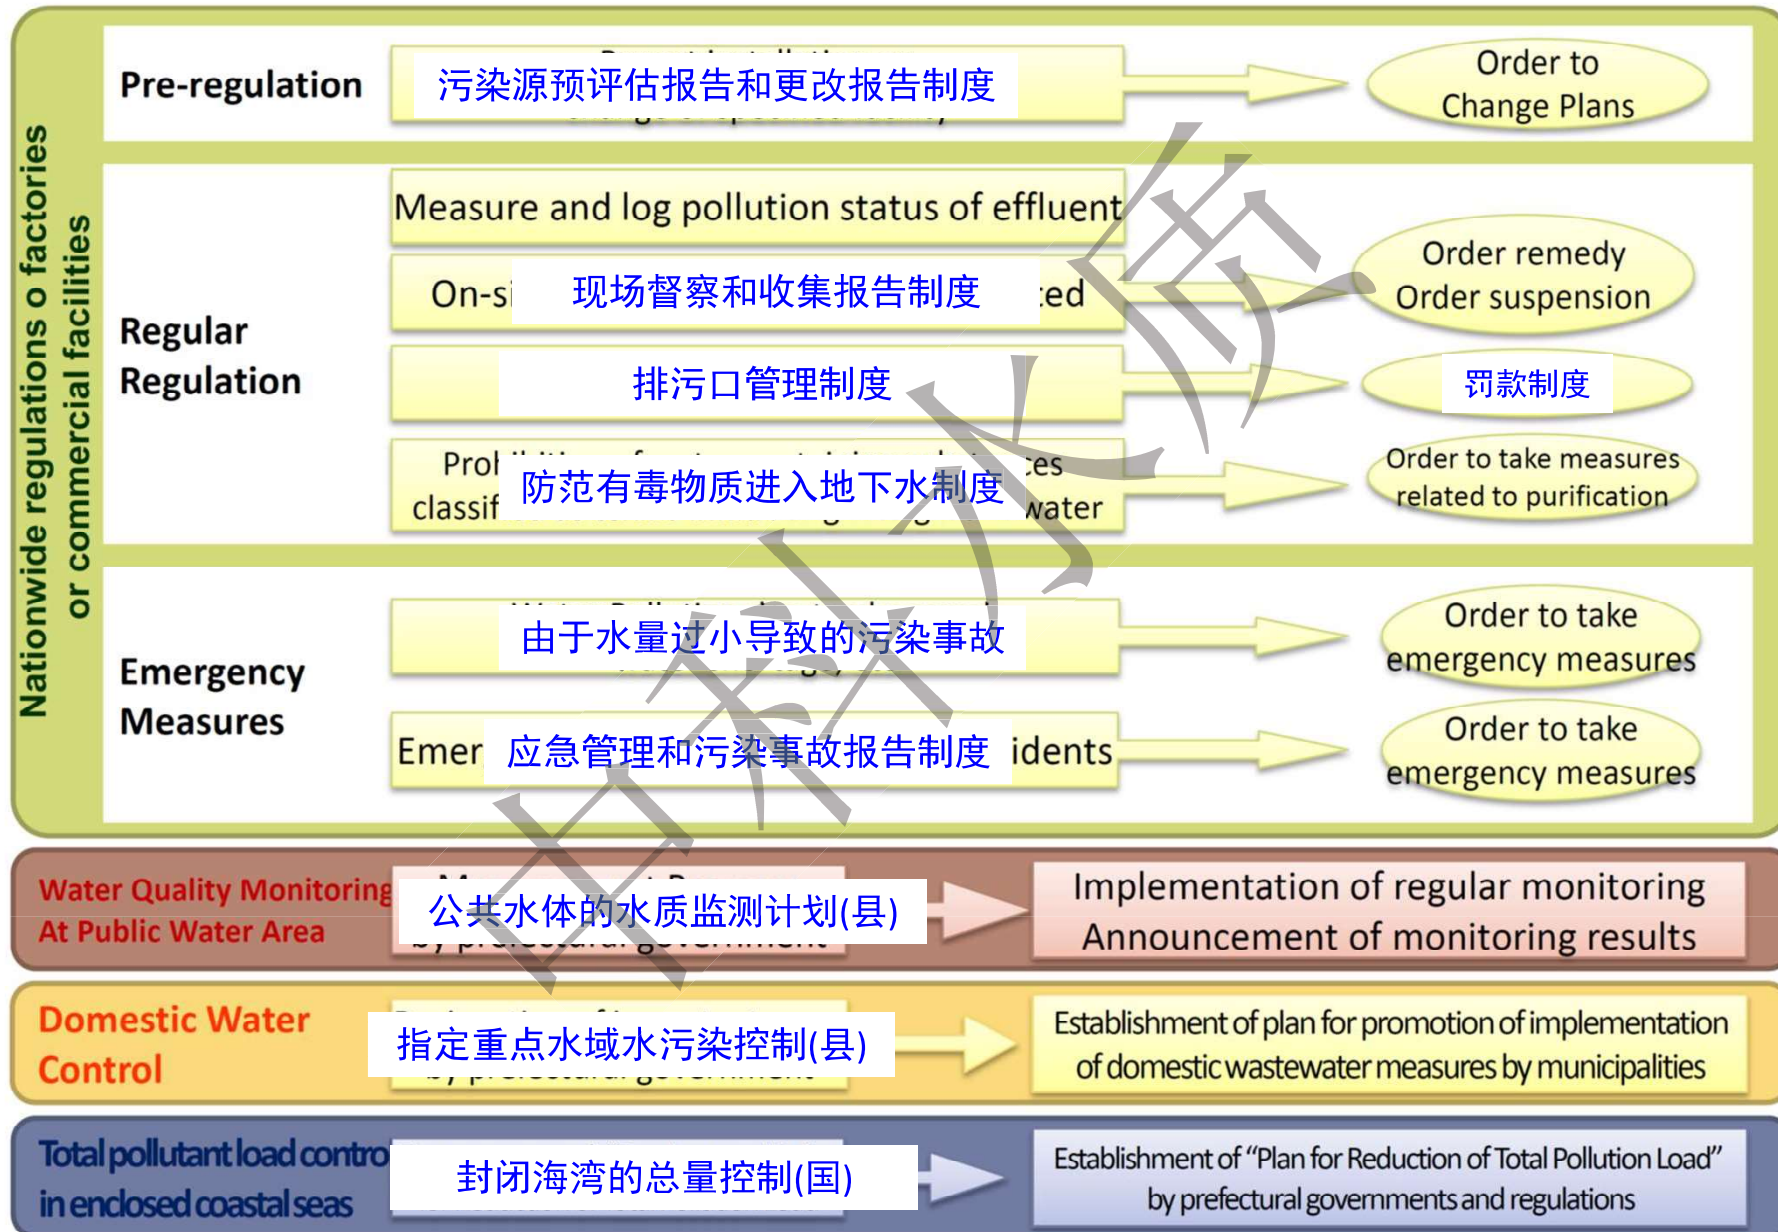 Nationwide regulations o factories
or commercial facilities
Pre-regulation
污染源预评估报告和更改报告制度
Order to
Change Plans
Regular
Regulation
Measure and log pollution status of effluent
现场督察和收集报告制度
Order remedy
Order suspension
排污口管理制度
罚款制度
防范有毒物质进入地下水制度
water
Order to take measures
related to purification
Emergency
Measures
由于水量过小导致的污染事故
Order to take
emergency measures
应急管理和污染事故报告制度
Order to take
emergency measures
Water Quality Monitoring
At Public Water Area
公共水体的水质监测计划(县)
by prefectural government
Implementation of regular monitoring
Announcement of monitoring results
Domestic Water
Control
指定重点水域水污染控制(县)
by prefectural government
Establishment of plan for promotion of implementation
of domestic wastewater measures by municipalities
Total pollutant load contro
in enclosed coastal seas
封闭海湾的总量控制(国)
Establishment of “Plan for Reduction of Total Pollution Load”
by prefectural governments and regulations
中科水质